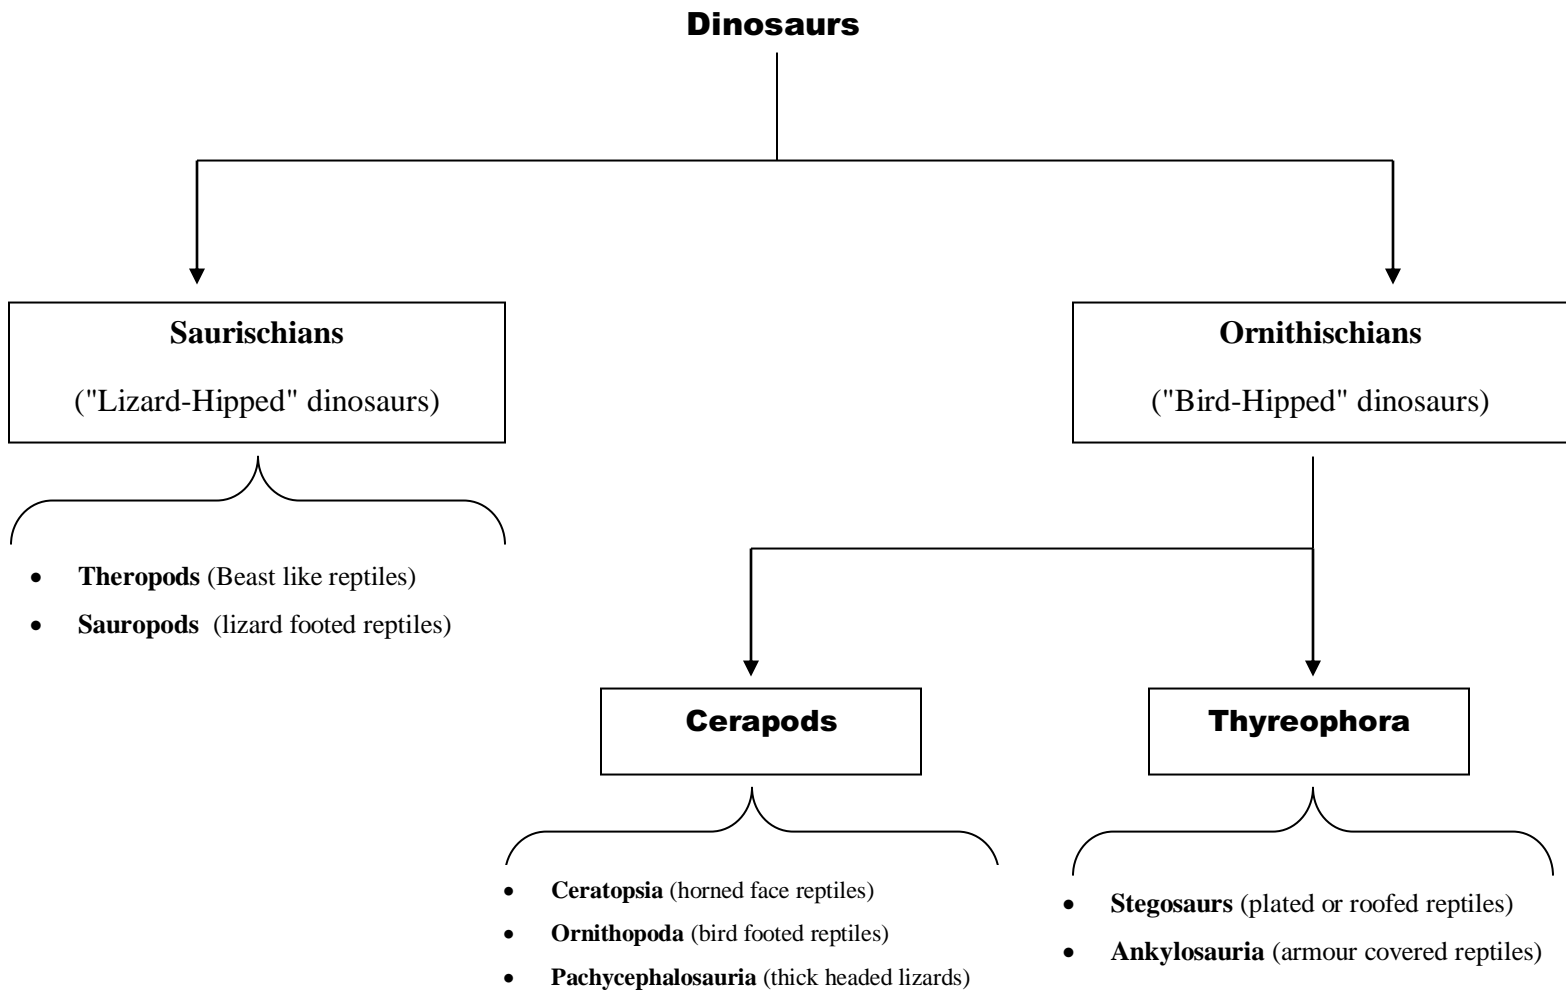 Dinosaurs
Saurischians
("Lizard-Hipped" dinosaurs)
Ornithischians
("Bird-Hipped" dinosaurs)
• Theropods (Beast like reptiles)
• Sauropods (lizard footed reptiles)
Cerapods
Thyreophora
• Ceratopsia (horned face reptiles)
• Ornithopoda (bird footed reptiles)
• Pachycephalosauria (thick headed lizards)
• Stegosaurs (plated or roofed reptiles)
• Ankylosauria (armour covered reptiles)